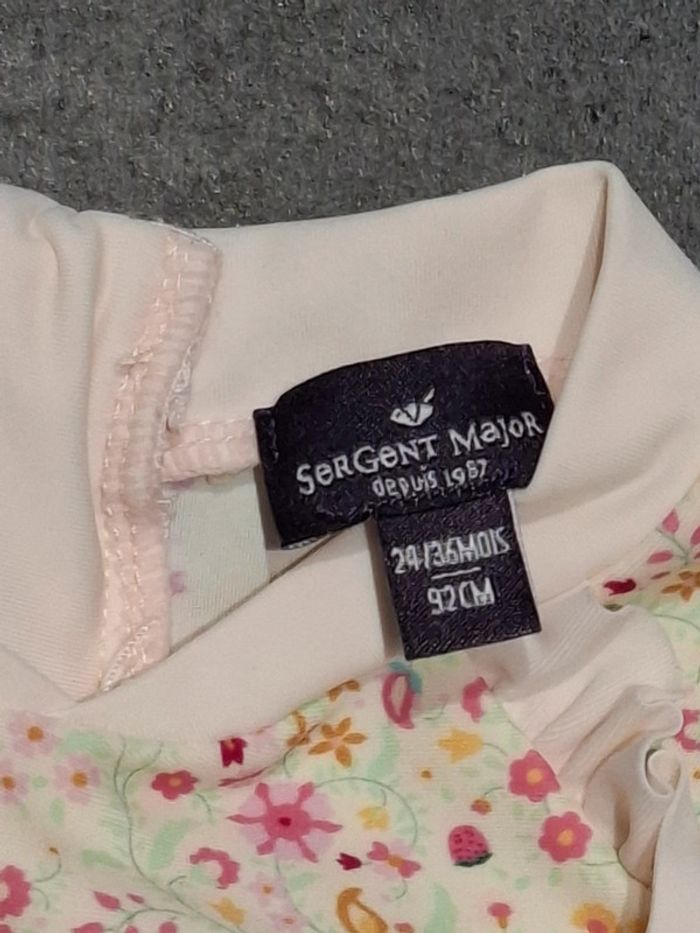 SERGENT MAJOR
depuis 1987
24/36MOIS
92CM